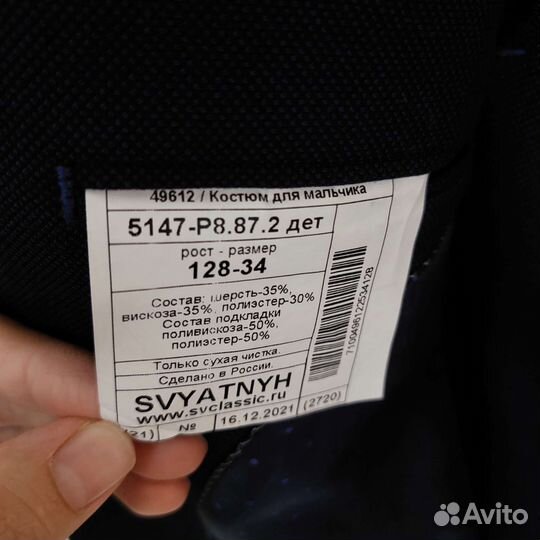 49612 / Костюм для мальчика
5147-Р8.87.2 дет
рост - размер
128-34
Состав: шерсть-35%,
вискоза-35%, полиэстер-30%
Состав подкладки
поливискоза-50%,
полиэстер-50%
Только сухая чистка.
Сделано в России.
SVYATNYH
www.svclassic.ru
(21) № 16.12.2021 (2720)
7100496122534128
Avito